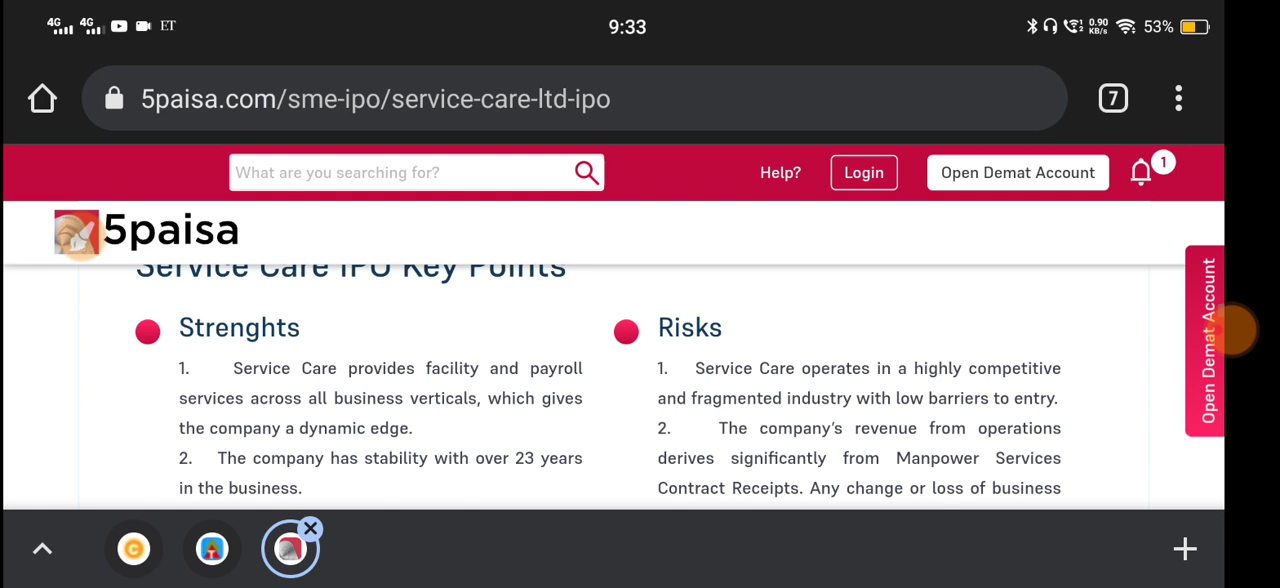 4G 4G ET 9:33 0.90 KB/s 53%
5paisa.com/sme-ipo/service-care-ltd-ipo 7
What are you searching for? Help? Login Open Demat Account 1
5paisa
Service Care IPO Key Points
Open Demat Account
Strenghts
1. Service Care provides facility and payroll
services across all business verticals, which gives
the company a dynamic edge.
2. The company has stability with over 23 years
in the business.
Risks
1. Service Care operates in a highly competitive
and fragmented industry with low barriers to entry.
2. The company's revenue from operations
derives significantly from Manpower Services
Contract Receipts. Any change or loss of business